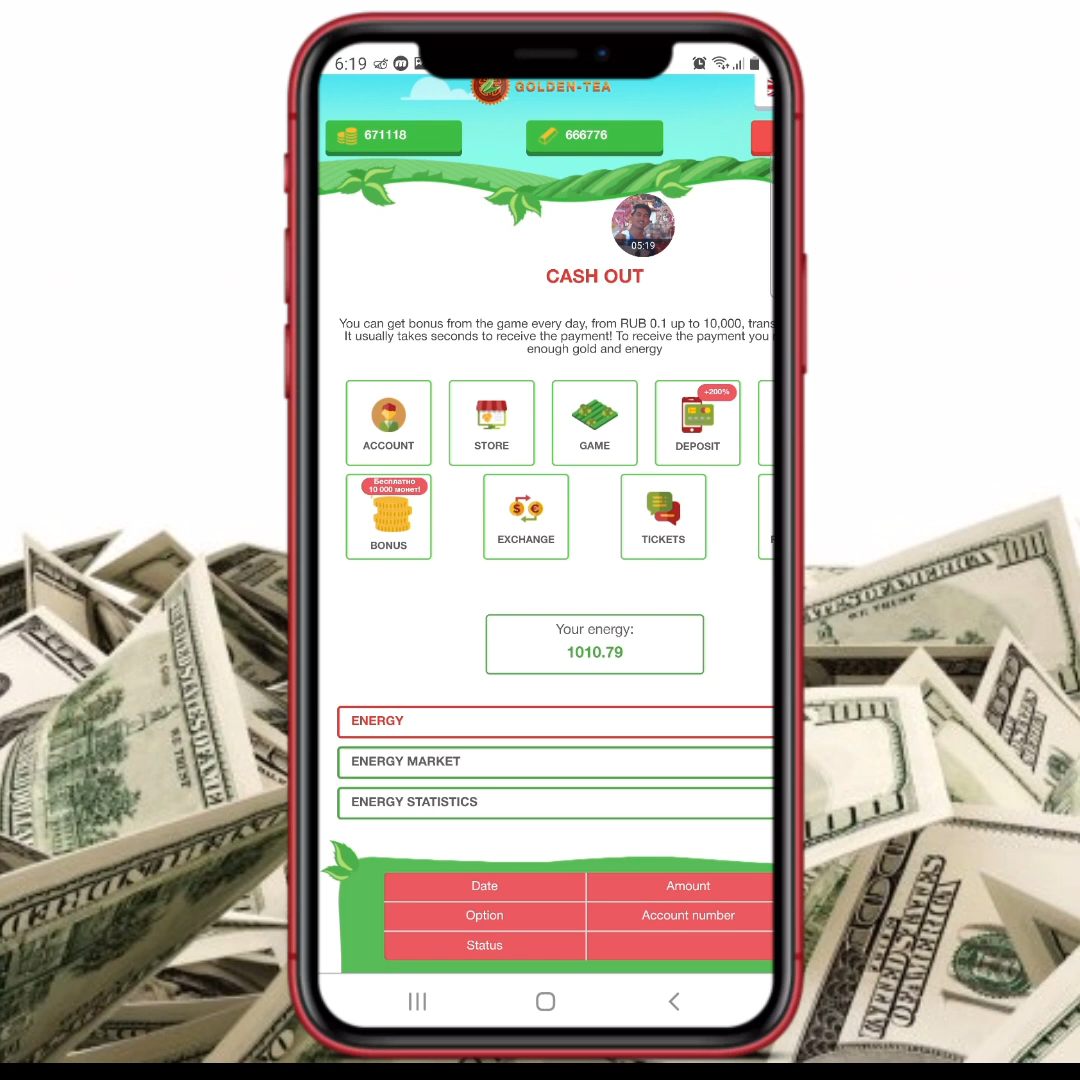 6:19
GOLDEN-TEA
671118
666776
05:19
CASH OUT
You can get bonus from the game every day, from RUB 0.1 up to 10,000, trans
It usually takes seconds to receive the payment! To receive the payment you
enough gold and energy
ACCOUNT
STORE
GAME
+200%
DEPOSIT
Бесплатно
10 000 монет!
BONUS
EXCHANGE
TICKETS
Your energy:
1010.79
ENERGY
ENERGY MARKET
ENERGY STATISTICS
Date
Amount
Option
Account number
Status